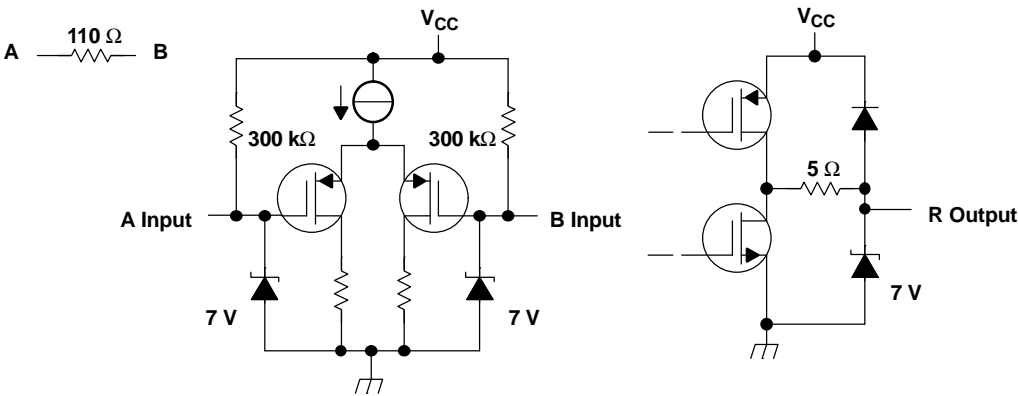 110 Ω
A B
VCC
300 kΩ 300 kΩ
A Input B Input
7 V 7 V
VCC
5 Ω
R Output
7 V